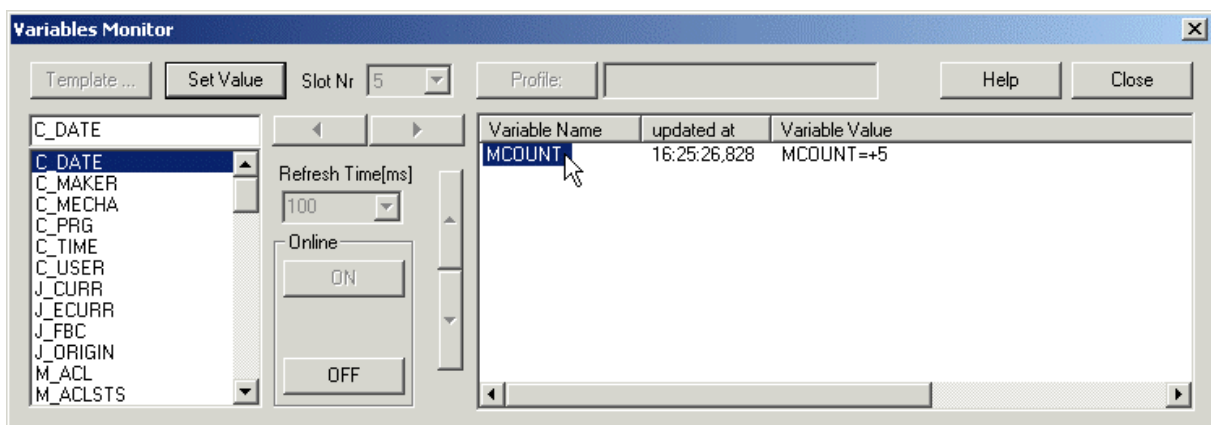 Variables Monitor
Template ... Set Value Slot Nr 5 Profile: Help Close
C_DATE
C_DATE
C_MAKER
C_MECHA
C_PRG
C_TIME
C_USER
J_CURR
J_ECURR
J_FBC
J_ORIGIN
M_ACL
M_ACLSTS
Refresh Time[ms]
100
Online
ON
OFF
Variable Name updated at Variable Value
MCOUNT 16:25:26,828 MCOUNT=+5